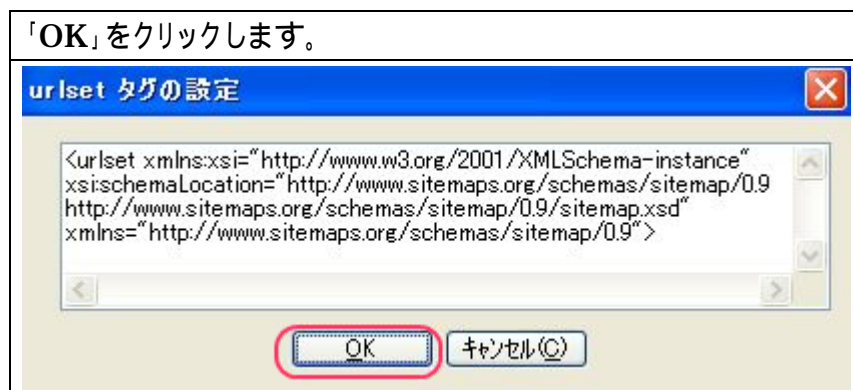 「OK」をクリックします。
urlset タグの設定
<urlset xmlns:xsi="http://www.w3.org/2001/XMLSchema-instance"
xsi:schemaLocation="http://www.sitemaps.org/schemas/sitemap/0.9
http://www.sitemaps.org/schemas/sitemap/0.9/sitemap.xsd"
xmlns="http://www.sitemaps.org/schemas/sitemap/0.9">
OK キャンセル(C)